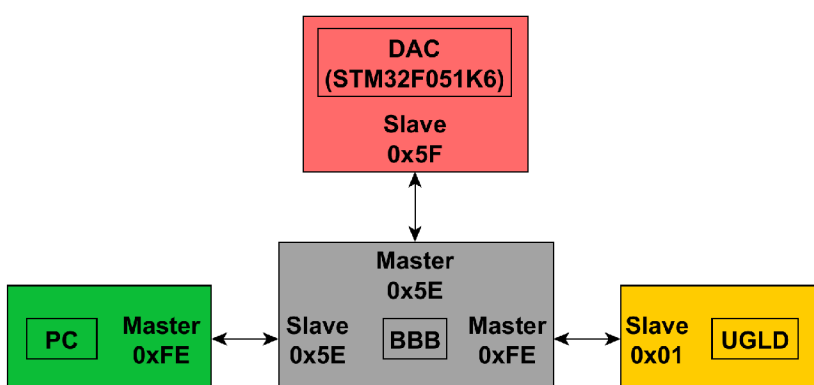 DAC
(STM32F051K6)
Slave
0x5F
Master
0x5E
PC
Master
0xFE
Slave
0x5E
BBB
Master
0xFE
Slave
0x01
UGLD